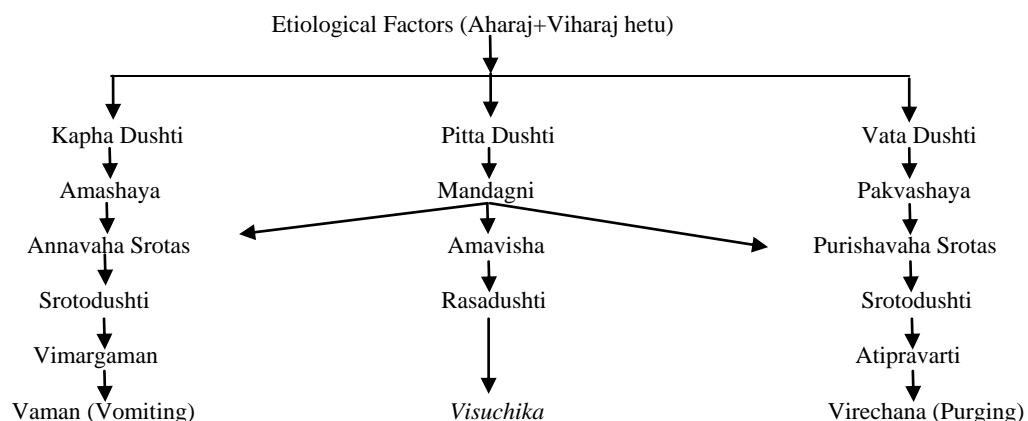 Etiological Factors (Aharaj+Viharaj hetu)
Kapha Dushti Pitta Dushti Vata Dushti
Amashaya Mandagni Pakvashaya
Annavaha Srotas Amavisha Purishavaha Srotas
Srotodushti Rasadushti Srotodushti
Vimargaman Atipravarti
Vaman (Vomiting) Visuchika Virechana (Purging)